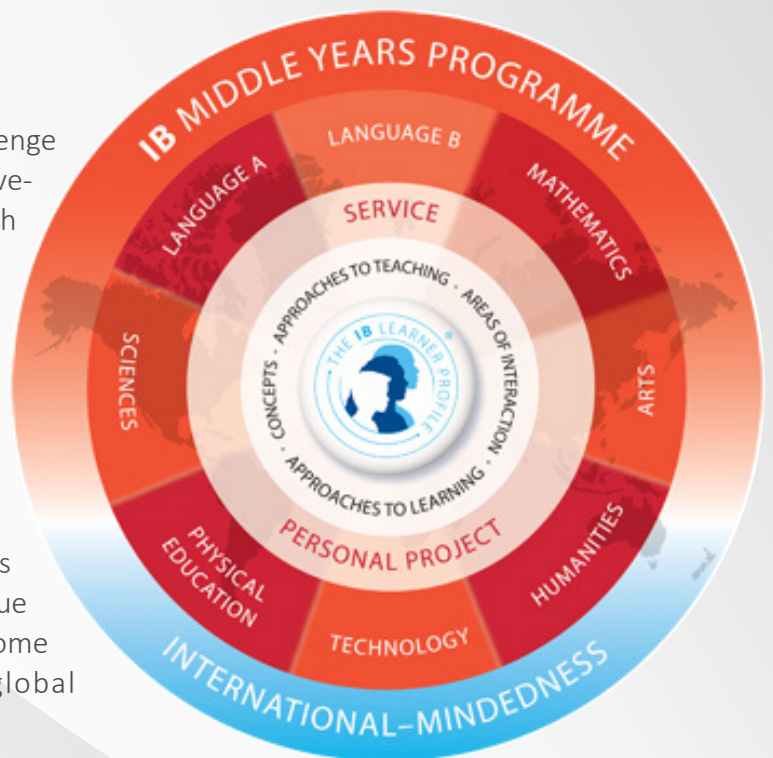 enge
ve-
h
s
ue
ome
global
IB MIDDLE YEARS PROGRAMME
LANGUAGE A
LANGUAGE B
MATHEMATICS
SCIENCES
ARTS
PHYSICAL
EDUCATION
TECHNOLOGY
HUMANITIES
SERVICE
PERSONAL PROJECT
APPROACHES TO TEACHING · AREAS OF INTERACTION · APPROACHES TO LEARNING · CONCEPTS ·
THE IB LEARNER PROFILE ®
INTERNATIONAL–MINDEDNESS